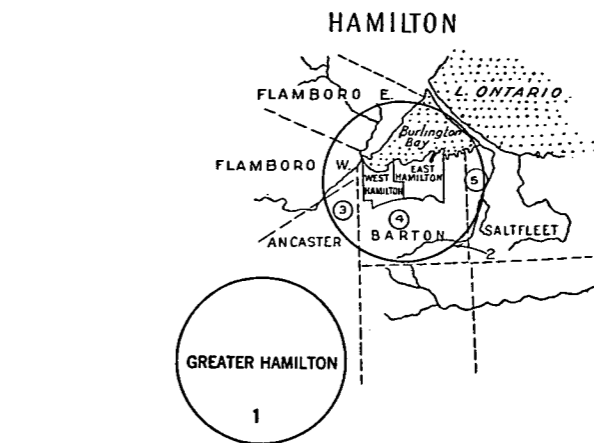 HAMILTON
FLAMBORO E.
L. ONTARIO
Burlington
Bay
FLAMBORO W.
WEST
HAMILTON
EAST
HAMILTON
5
3
4
ANCASTER
BARTON
SALTFLEET
2
GREATER HAMILTON
1